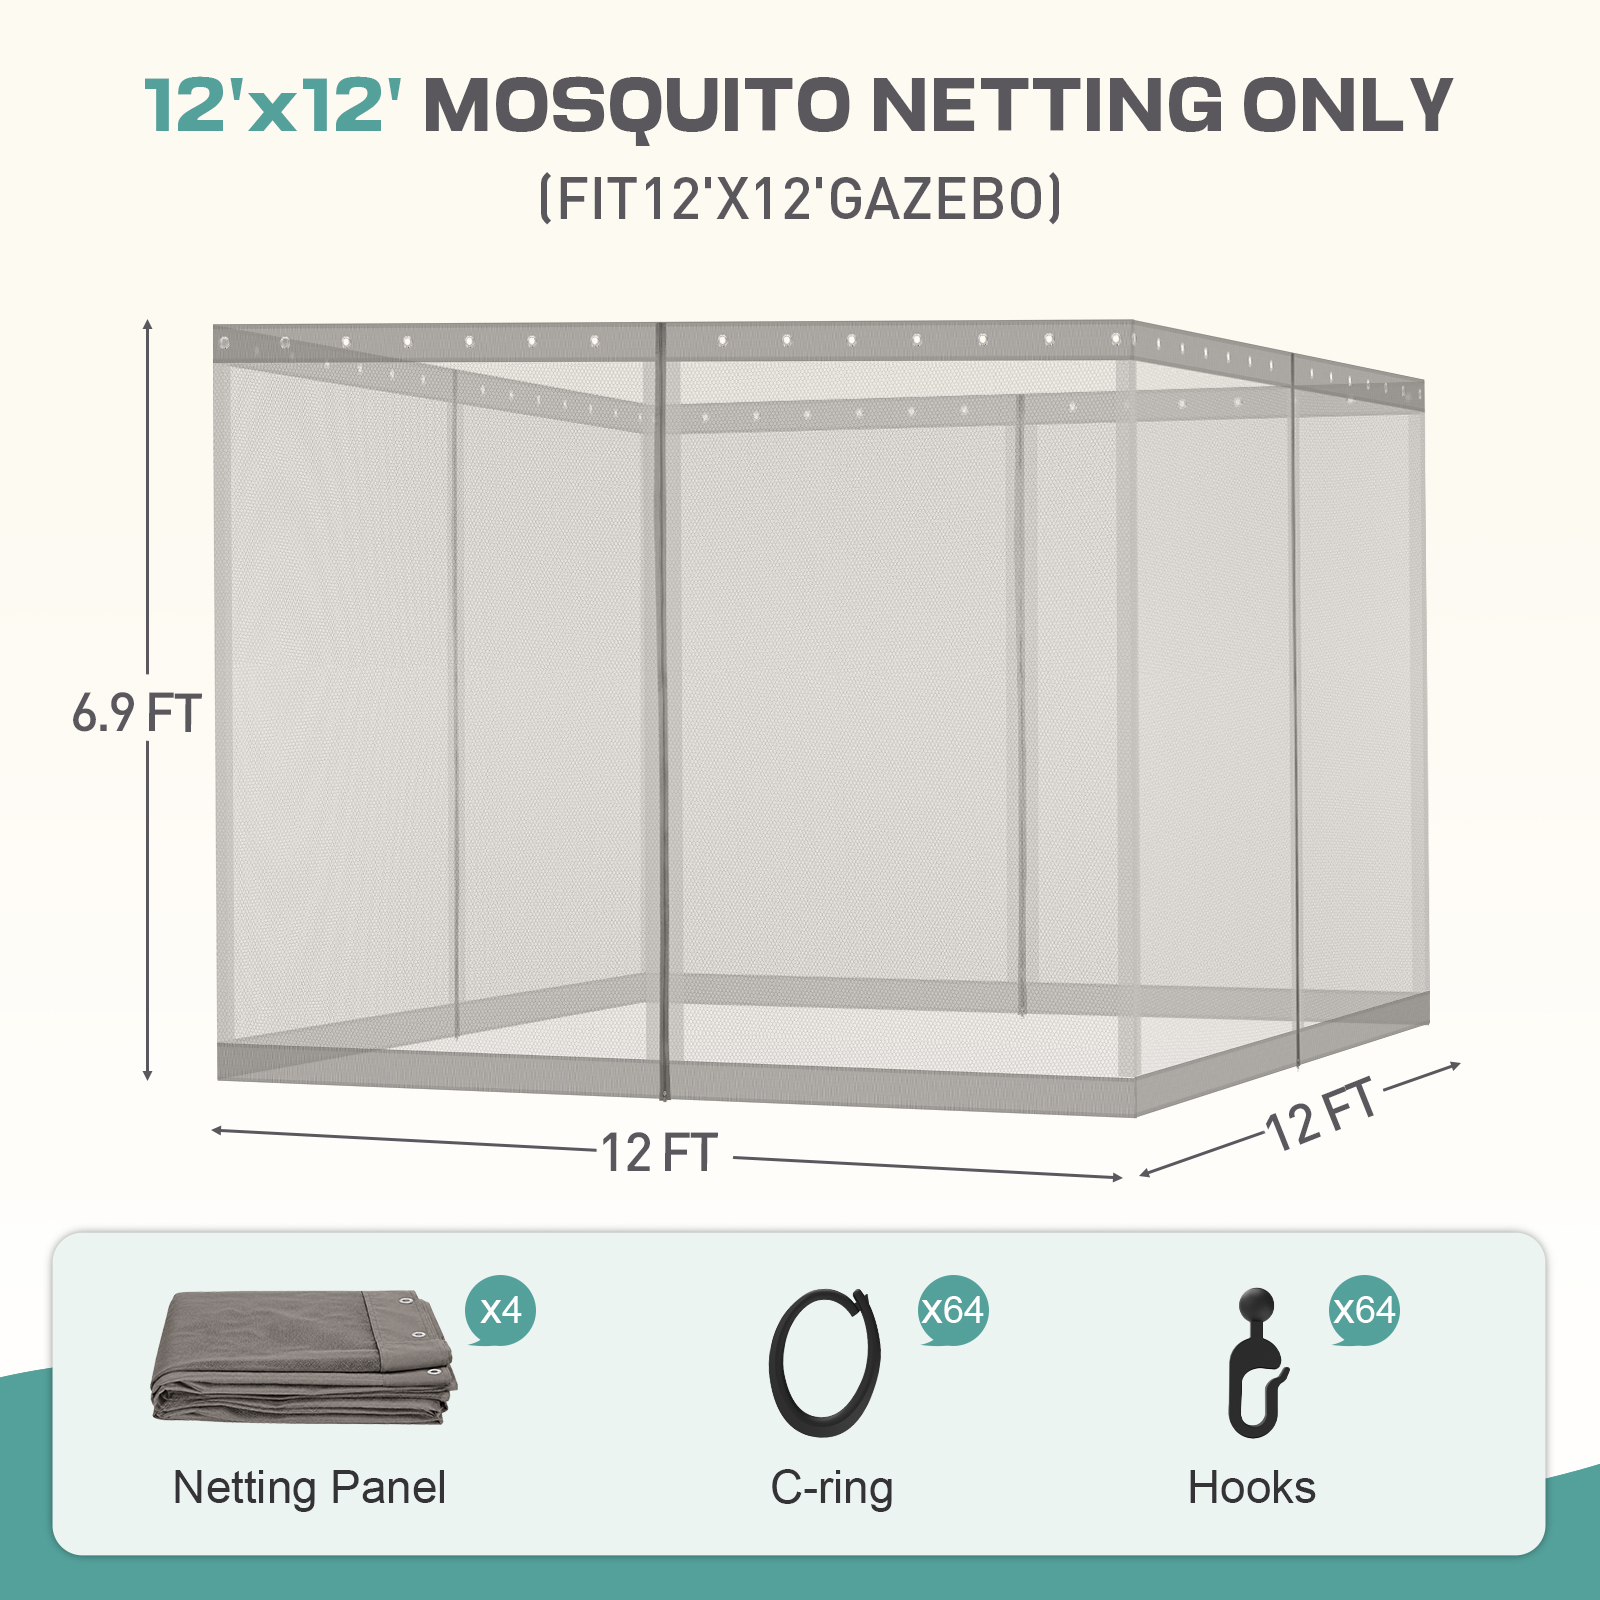 12'x12' MOSQUITO NETTING ONLY
(FIT12'X12'GAZEBO)
6.9 FT
12 FT
12 FT
x4
x64
x64
Netting Panel
C-ring
Hooks